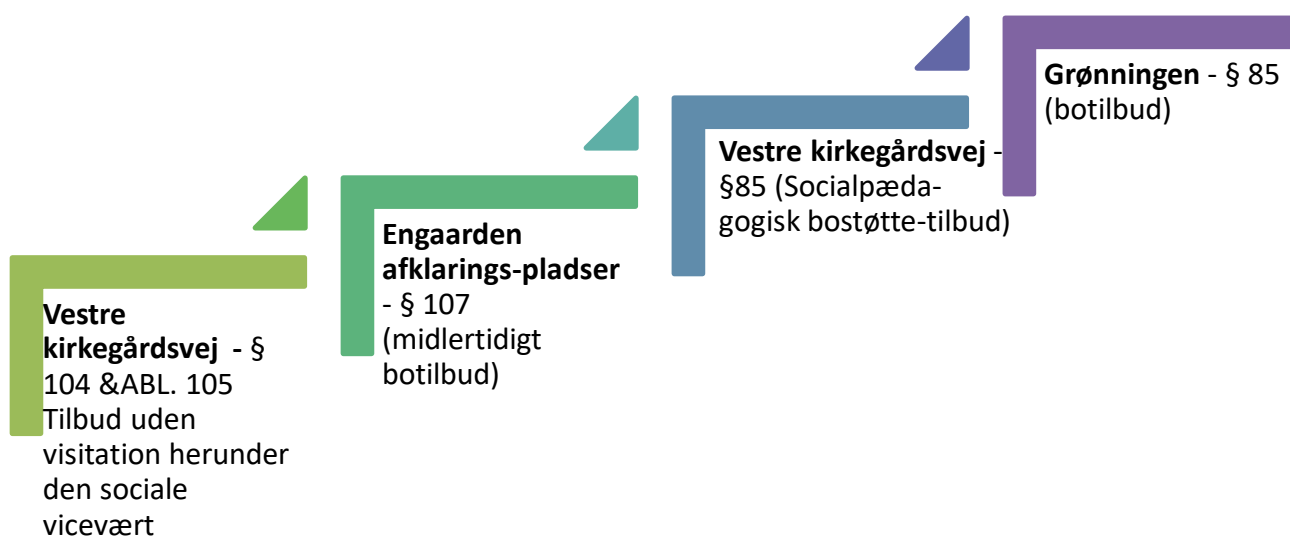 Vestre
kirkegårdsvej - §
104 &ABL. 105
Tilbud uden
visitation herunder
den sociale
vicevært
Engaarden
afklarings-pladser
- § 107
(midlertidigt
botilbud)
Vestre kirkegårdsvej -
§85 (Socialpæda-
gogisk bostøtte-tilbud)
Grønningen - § 85
(botilbud)